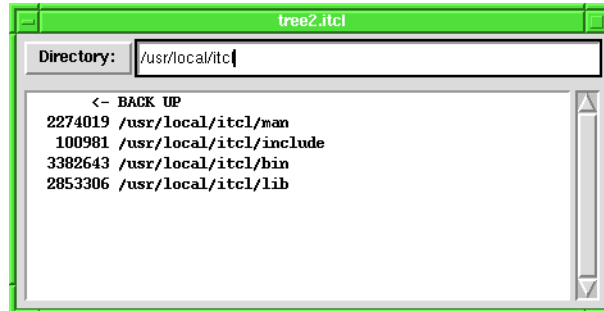 tree2.itcl
Directory: /usr/local/itcl
<- BACK UP
2274019 /usr/local/itcl/man
100981 /usr/local/itcl/include
3382643 /usr/local/itcl/bin
2853306 /usr/local/itcl/lib